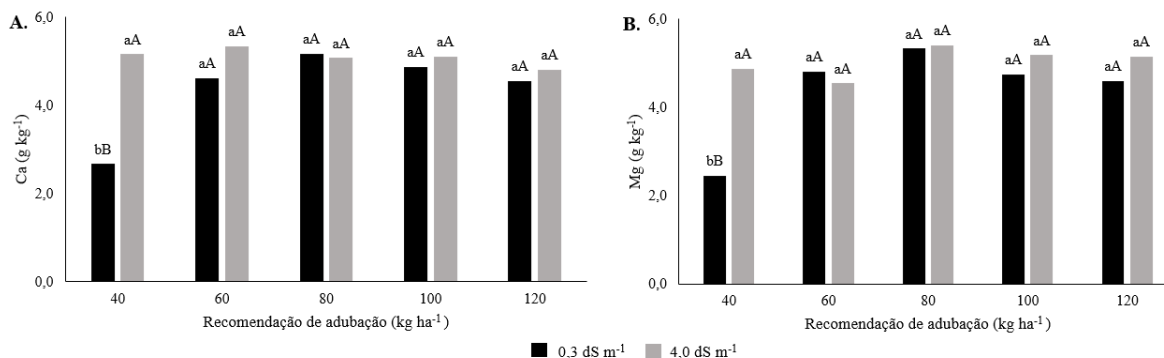 A.
6,0
4,0
2,0
0,0
Ca (g kg⁻¹)
bB aA aA aA aA aA aA aA aA aA
40 60 80 100 120
Recomendação de adubação (kg ha⁻¹)
B.
6,0
4,0
2,0
0,0
Mg (g kg⁻¹)
bB aA aA aA aA aA aA aA aA aA
40 60 80 100 120
Recomendação de adubação (kg ha⁻¹)
0,3 dS m⁻¹ 4,0 dS m⁻¹